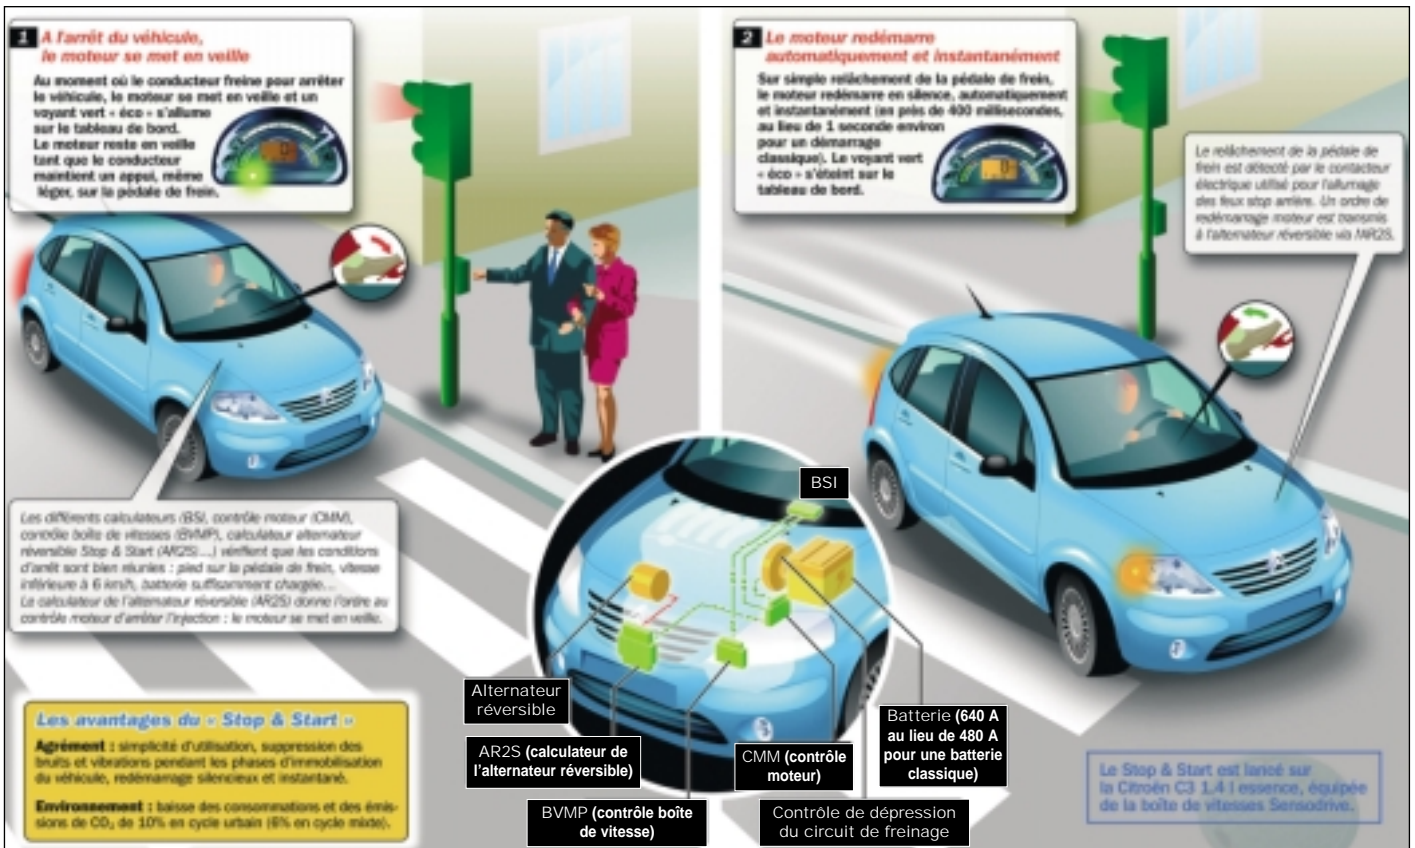 1 A l'arrêt du véhicule,
le moteur se met en veille
Au moment où le conducteur freine pour arrêter
le véhicule, le moteur se met en veille et un
voyant vert « éco » s'allume
sur le tableau de bord.
Le moteur reste en veille
tant que le conducteur
maintient un appui, même
léger, sur la pédale de frein.
Les différents calculateurs (BSI, contrôle moteur (CMM),
contrôle boîte de vitesses (BVMP), calculateur alternateur
réversible Stop & Start (AR2S)...) vérifient que les conditions
d'arrêt sont bien réunies : pied sur la pédale de frein, vitesse
inférieure à 6 km/h, batterie suffisamment chargée...
Le calculateur de l'alternateur réversible (AR2S) donne l'ordre au
contrôle moteur d'arrêter l'injection : le moteur se met en veille.
Les avantages du « Stop & Start »
Agrément : simplicité d'utilisation, suppression des
bruits et vibrations pendant les phases d'immobilisation
du véhicule, redémarrage silencieux et instantané.
Environnement : baisse des consommations et des émis-
sions de CO₂ de 10% en cycle urbain (6% en cycle mixte).
2 Le moteur redémarre
automatiquement et instantanément
Sur simple relâchement de la pédale de frein,
le moteur redémarre en silence, automatiquement
et instantanément (en près de 400 millisecondes,
au lieu de 1 seconde environ
pour un démarrage
classique). Le voyant vert
« éco » s'éteint sur le
tableau de bord.
Le relâchement de la pédale de
frein est détecté par le contacteur
électrique utilisé pour l'allumage
des feux stop arrière. Un ordre de
redémarrage moteur est transmis
à l'alternateur réversible via l'AR2S.
BSI
Alternateur
réversible
AR2S (calculateur de
l'alternateur réversible)
BVMP (contrôle boîte
de vitesse)
CMM (contrôle
moteur)
Contrôle de dépression
du circuit de freinage
Batterie (640 A
au lieu de 480 A
pour une batterie
classique)
Le Stop & Start est lancé sur
la Citroën C3 1.4 l essence, équipée
de la boîte de vitesses Sensodrive.